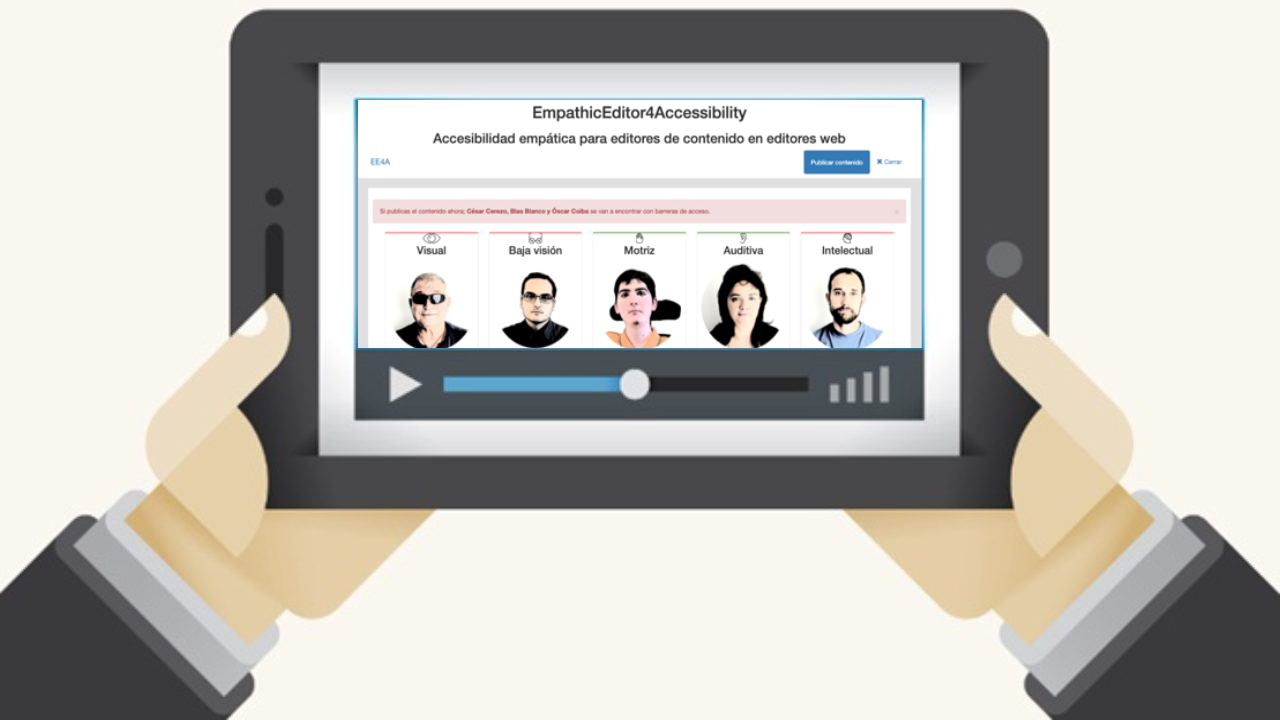 EmpathicEditor4Accessibility
Accesibilidad empática para editores de contenido en editores web
EE4A
Publicar contenido
✖ Cerrar
Si publicas el contenido ahora; César Cerezo, Blas Blanco y Óscar Coiba se van a encontrar con barreras de acceso.
×
Visual
Baja visión
Motriz
Auditiva
Intelectual